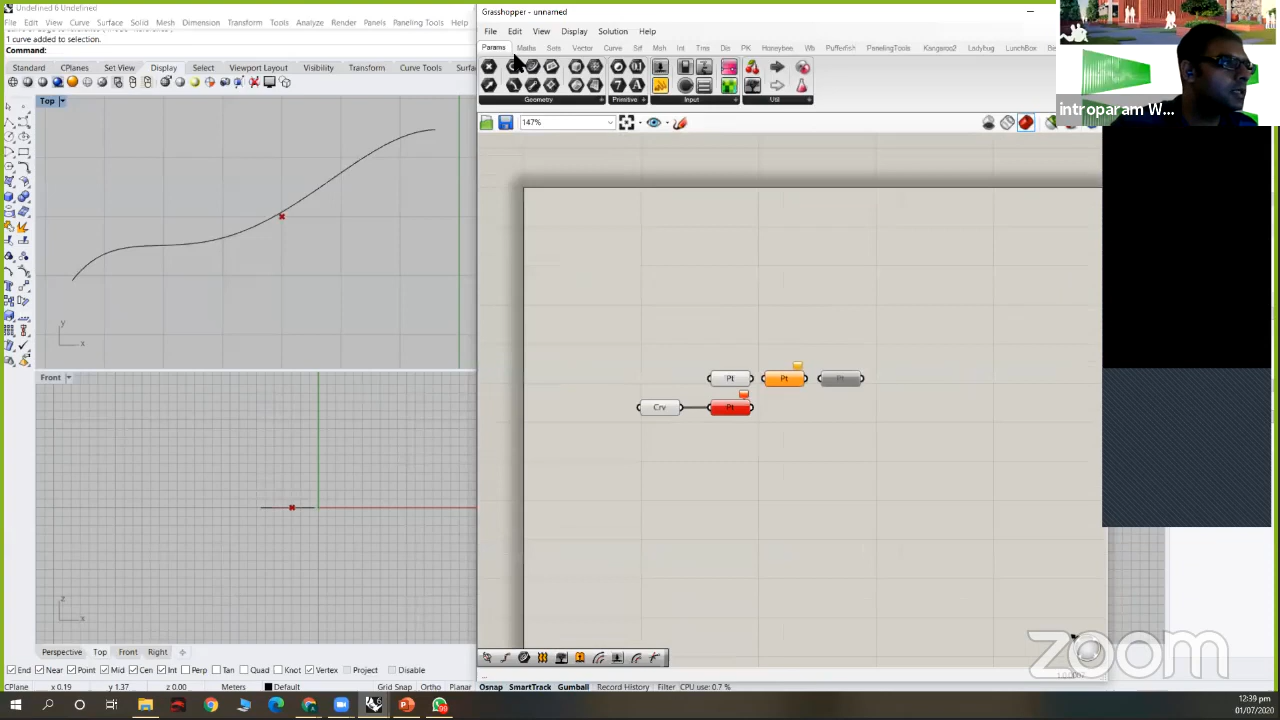 Undefined 6 Undefined
File Edit View Curve Surface Solid Mesh Dimension Transform Tools Analyze Render Panels Paneling Tools Help
1 curve added to selection.
Command:
Standard CPlanes Set View Display Select Viewport Layout Visibility Transform Curve Tools Surfac
Top
y
x
Front
z
x
Perspective Top Front Right
End Near Point Mid Cen Int Perp Tan Quad Knot Vertex Project Disable
CPlane x 0.19 y 1.37 z 0.00 Meters Default Grid Snap Ortho Planar Osnap SmartTrack Gumball Record History Filter CPU use: 0.7 %
Grasshopper - unnamed
File Edit View Display Solution Help
Params Maths Sets Vector Curve Srf Msh Int Trns Dis PK Honeybee Wb Pufferfish PanelingTools Kangaroo2 Ladybug LunchBox
Geometry Primitive Input Util
147%
Pt Pt Pt
Crv Pt
introparam W...
zoom
12:39 pm
01/07/2020